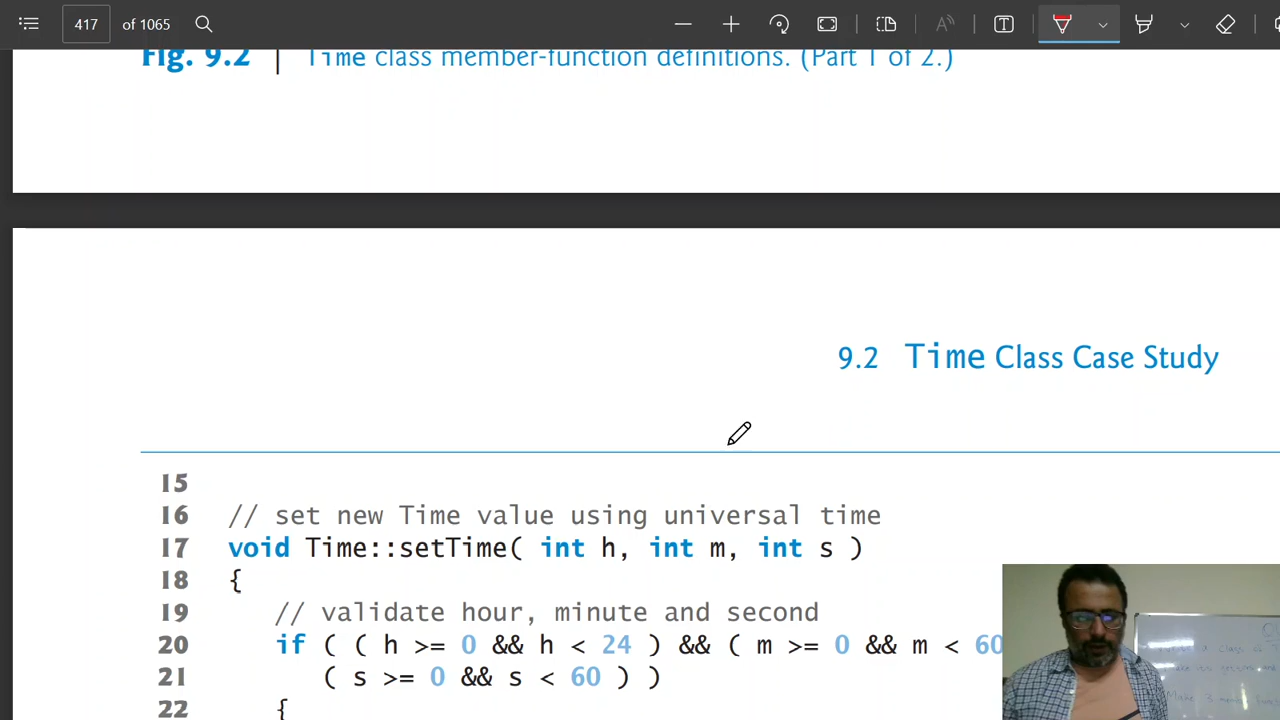 417 of 1065
Fig. 9.2 | Time class member-function definitions. (Part 1 of 2.)
9.2 Time Class Case Study
15
16 // set new Time value using universal time
17 void Time::setTime( int h, int m, int s )
18 {
19 // validate hour, minute and second
20 if ( ( h >= 0 && h < 24 ) && ( m >= 0 && m < 60
21 ( s >= 0 && s < 60 ) )
22 {